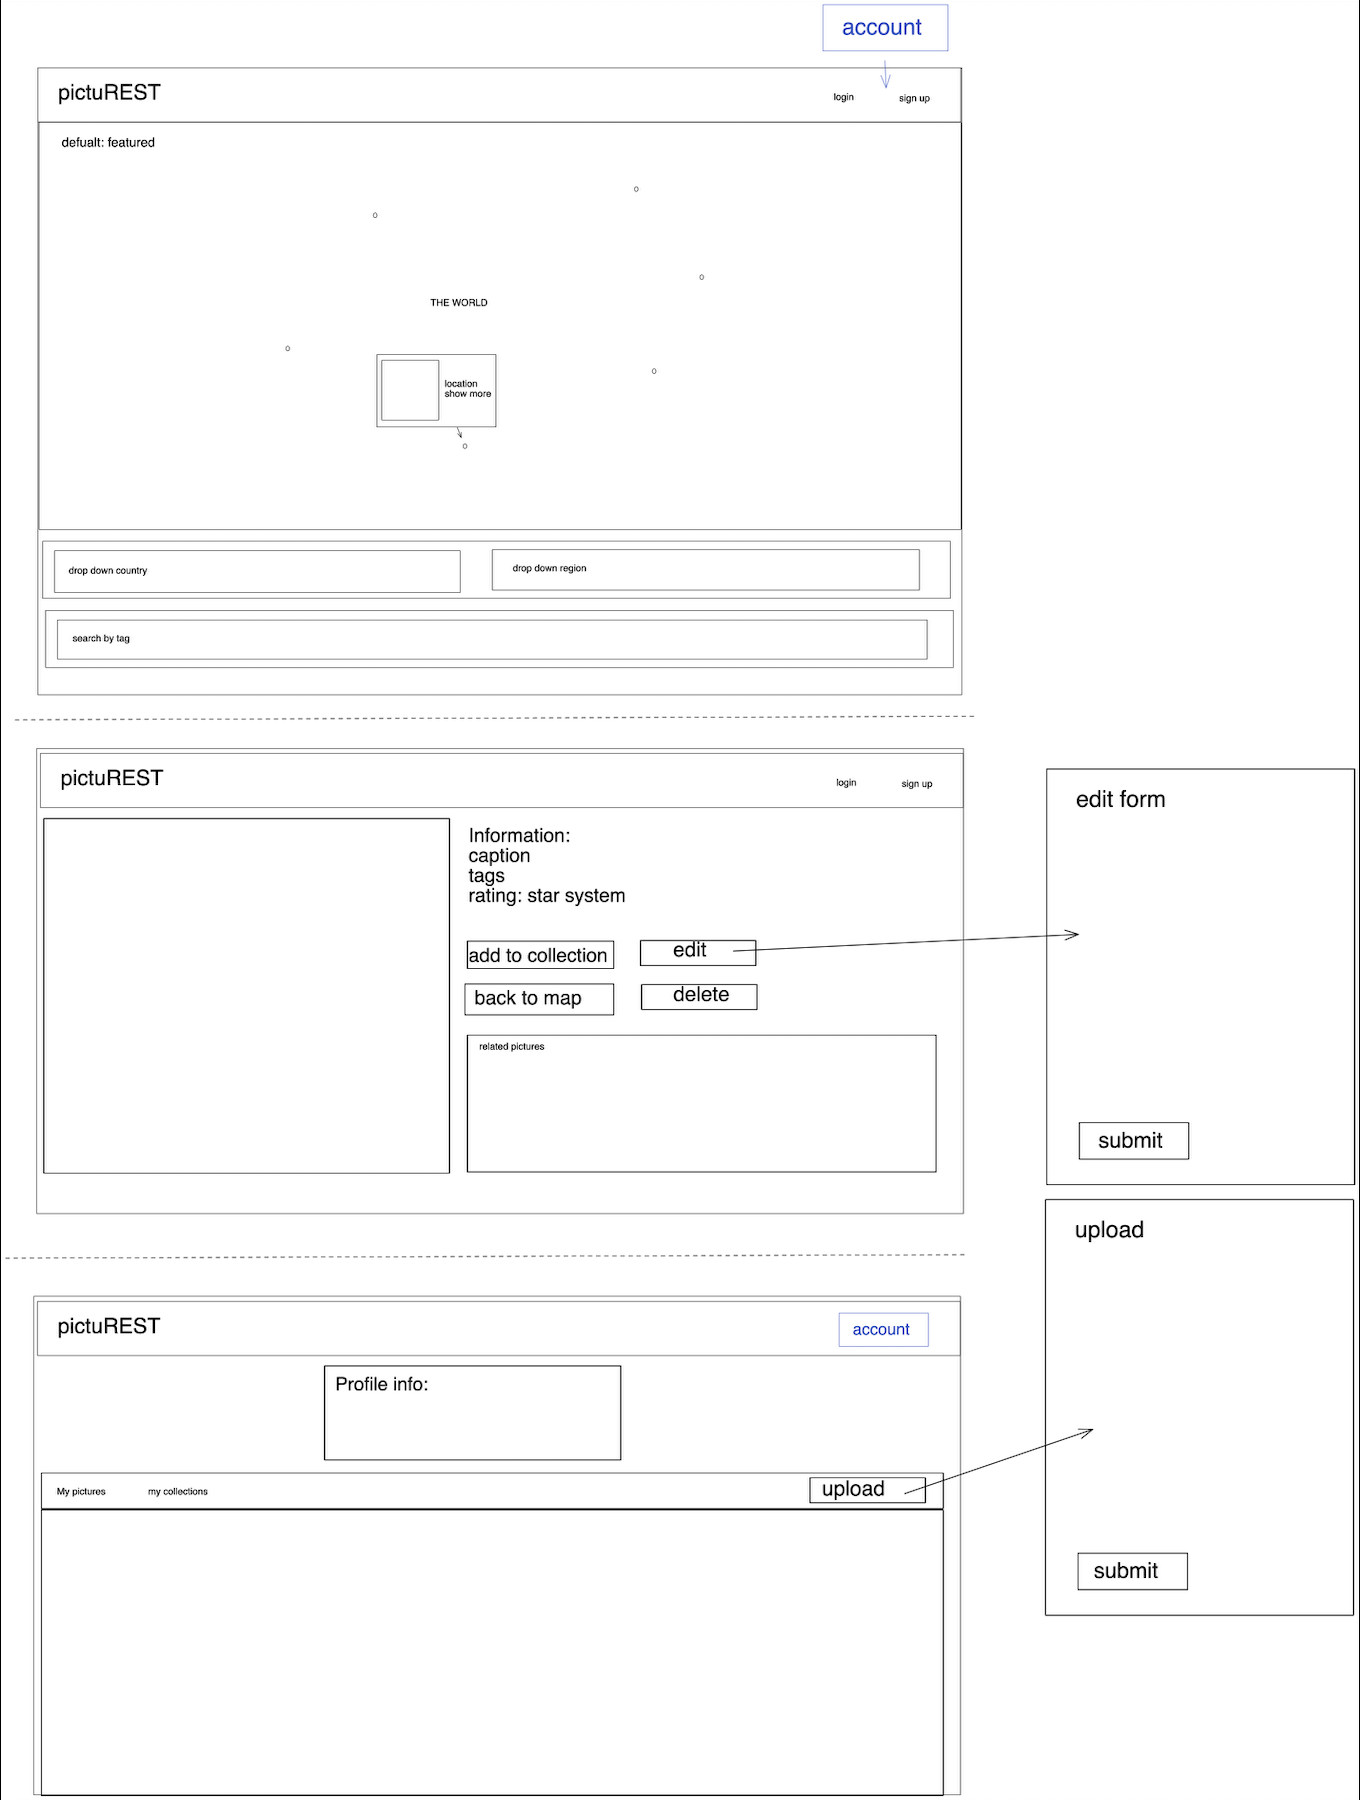 account
pictuREST
login
sign up
defualt: featured
o
o
o
THE WORLD
o
o
location
show more
o
drop down country
drop down region
search by tag
pictuREST
login
sign up
Information:
caption
tags
rating: star system
add to collection
edit
back to map
delete
related pictures
edit form
submit
upload
submit
pictuREST
account
Profile info:
My pictures
my collections
upload